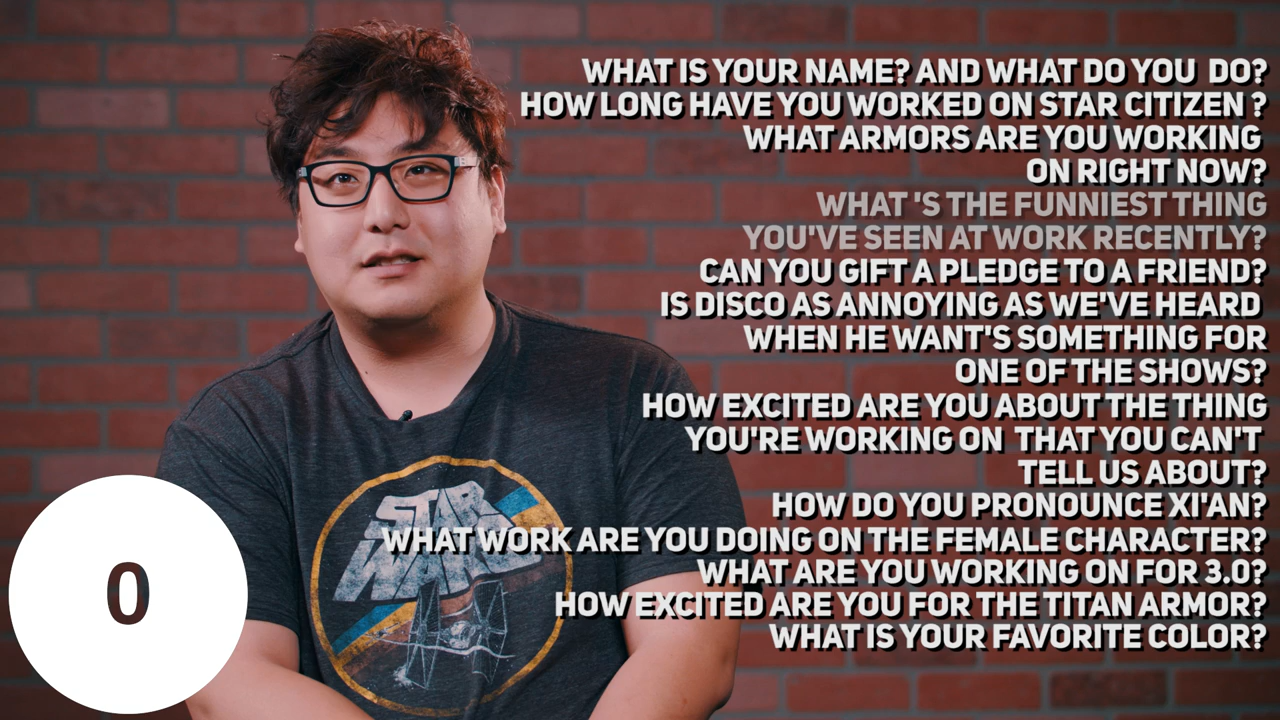 WHAT IS YOUR NAME? AND WHAT DO YOU DO?
HOW LONG HAVE YOU WORKED ON STAR CITIZEN ?
WHAT ARMORS ARE YOU WORKING
ON RIGHT NOW?
WHAT 'S THE FUNNIEST THING
YOU'VE SEEN AT WORK RECENTLY?
CAN YOU GIFT A PLEDGE TO A FRIEND?
IS DISCO AS ANNOYING AS WE'VE HEARD
WHEN HE WANT'S SOMETHING FOR
ONE OF THE SHOWS?
HOW EXCITED ARE YOU ABOUT THE THING
YOU'RE WORKING ON THAT YOU CAN'T
TELL US ABOUT?
HOW DO YOU PRONOUNCE XI'AN?
WHAT WORK ARE YOU DOING ON THE FEMALE CHARACTER?
WHAT ARE YOU WORKING ON FOR 3.0?
HOW EXCITED ARE YOU FOR THE TITAN ARMOR?
WHAT IS YOUR FAVORITE COLOR?
STAR
WARS
0